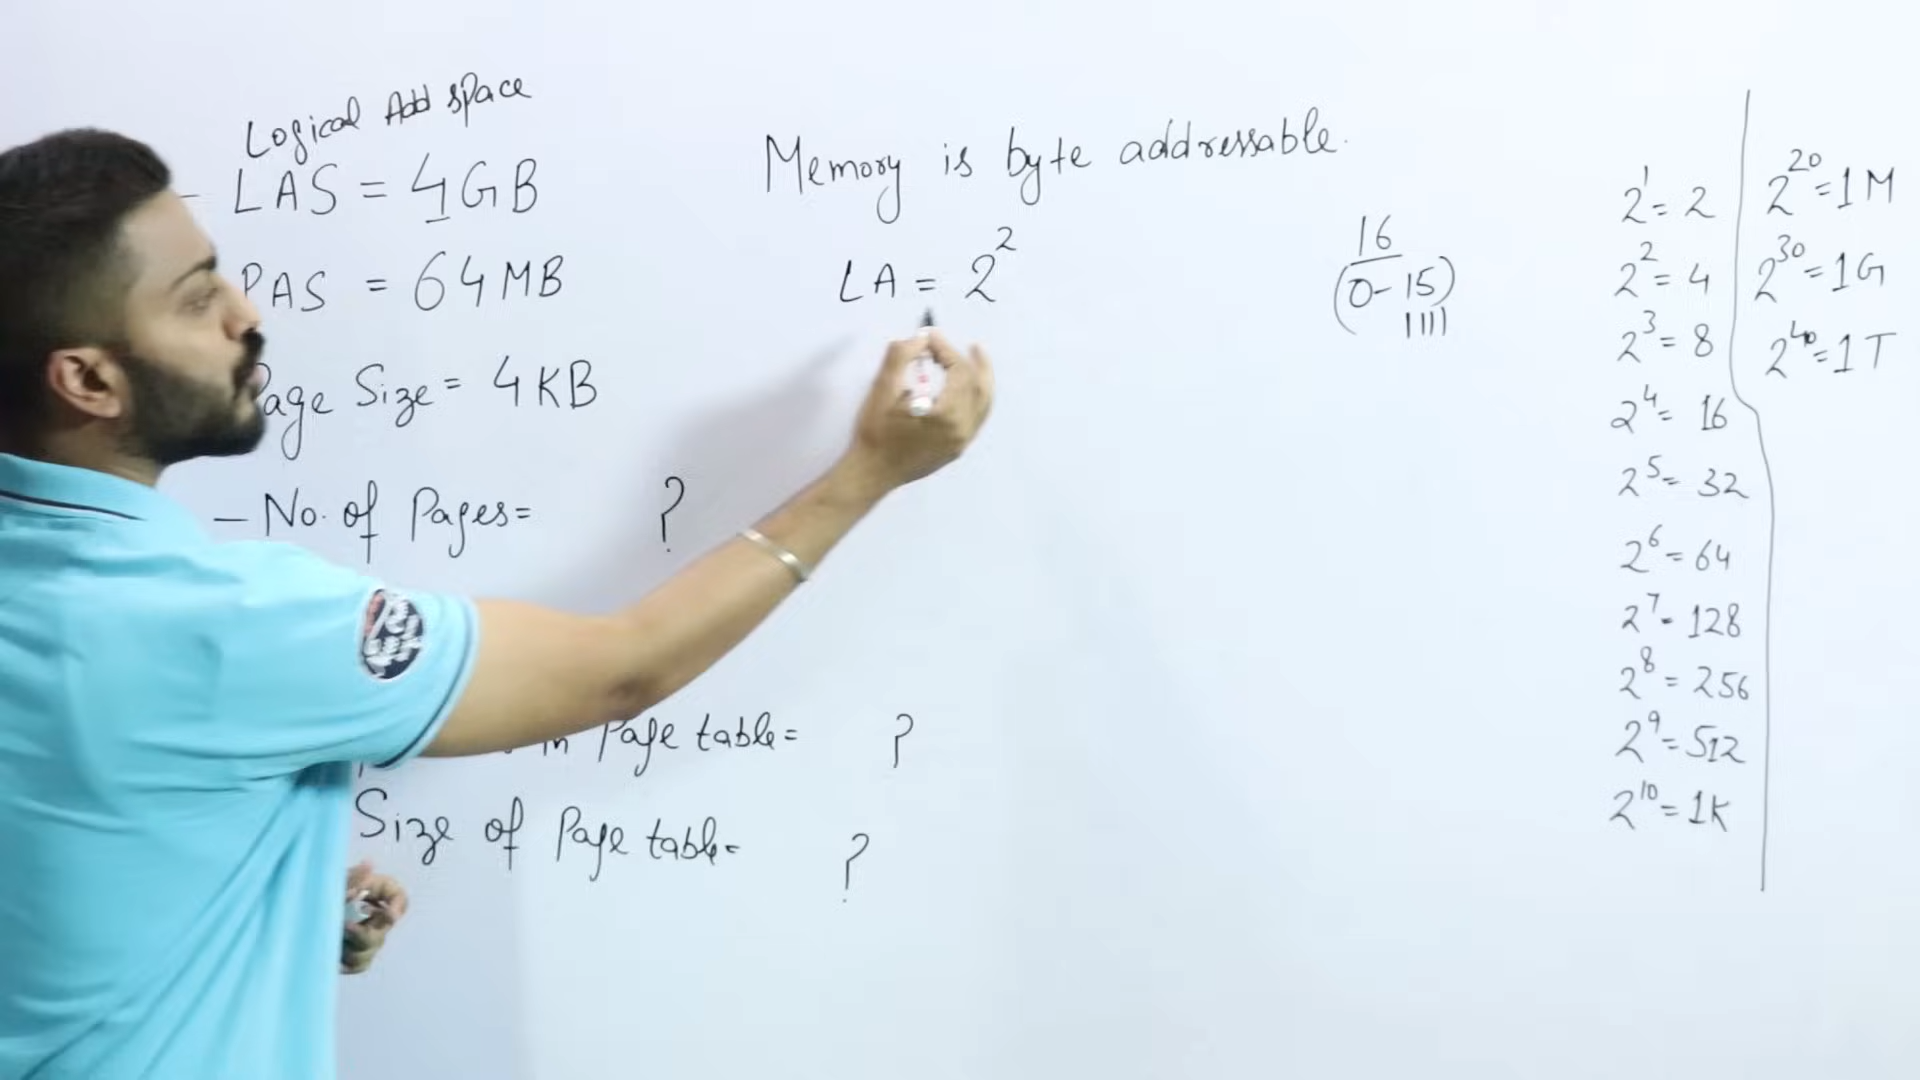 Logical Add space
- LAS = 4GB
PAS = 64MB
Page Size = 4KB
- No. of Pages= ?
in Page table= ?
Size of Page table= ?
Memory is byte addressable.
LA = 2^2
16
(0-15)
1111
2^1 = 2
2^2 = 4
2^3 = 8
2^4 = 16
2^5 = 32
2^6 = 64
2^7 = 128
2^8 = 256
2^9 = 512
2^10 = 1K
2^20 = 1M
2^30 = 1G
2^40 = 1T